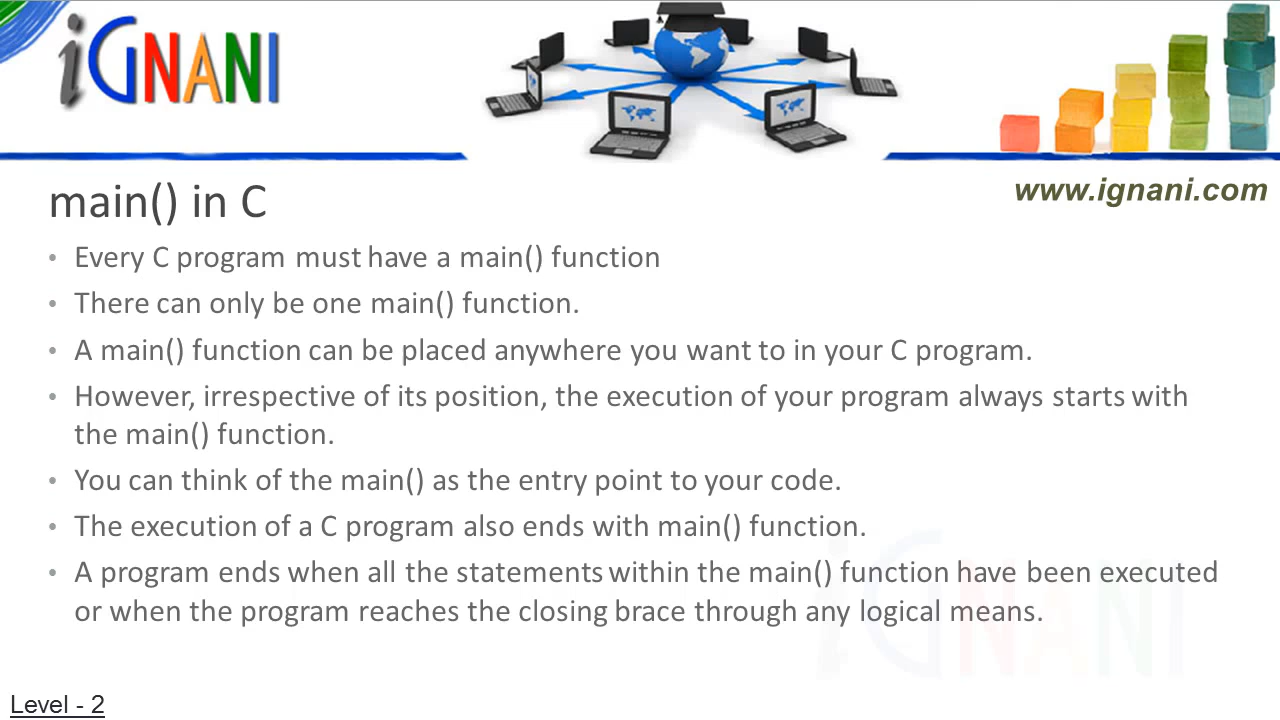 iGNANI
www.ignani.com
main() in C
• Every C program must have a main() function
• There can only be one main() function.
• A main() function can be placed anywhere you want to in your C program.
• However, irrespective of its position, the execution of your program always starts with
the main() function.
• You can think of the main() as the entry point to your code.
• The execution of a C program also ends with main() function.
• A program ends when all the statements within the main() function have been executed
or when the program reaches the closing brace through any logical means.
iGNANI
Level - 2